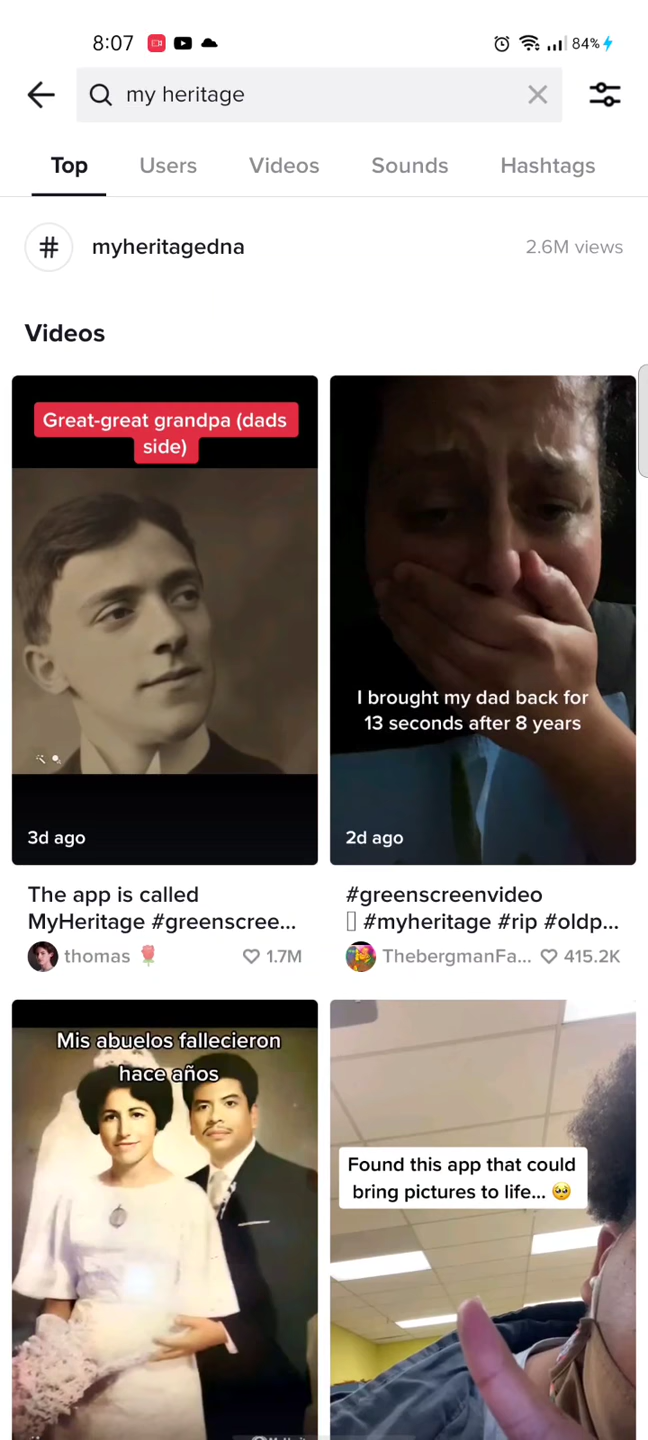 8:07
84%
my heritage
Top
Users
Videos
Sounds
Hashtags
#
myheritagedna
2.6M views
Videos
Great-great grandpa (dads
side)
3d ago
The app is called
MyHeritage #greenscree...
thomas
1.7M
I brought my dad back for
13 seconds after 8 years
2d ago
#greenscreenvideo
#myheritage #rip #oldp...
ThebergmanFa...
415.2K
Mis abuelos fallecieron
hace años
Found this app that could
bring pictures to life... 🥺